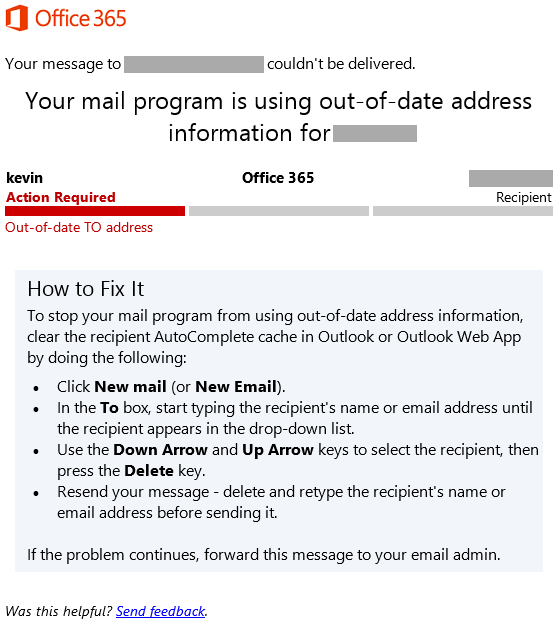 Office 365
Your message to couldn't be delivered.
Your mail program is using out-of-date address
information for
kevin Office 365
Action Required Recipient
Out-of-date TO address
How to Fix It
To stop your mail program from using out-of-date address information,
clear the recipient AutoComplete cache in Outlook or Outlook Web App
by doing the following:
• Click New mail (or New Email).
• In the To box, start typing the recipient's name or email address until
the recipient appears in the drop-down list.
• Use the Down Arrow and Up Arrow keys to select the recipient, then
press the Delete key.
• Resend your message - delete and retype the recipient's name or
email address before sending it.
If the problem continues, forward this message to your email admin.
Was this helpful? Send feedback.